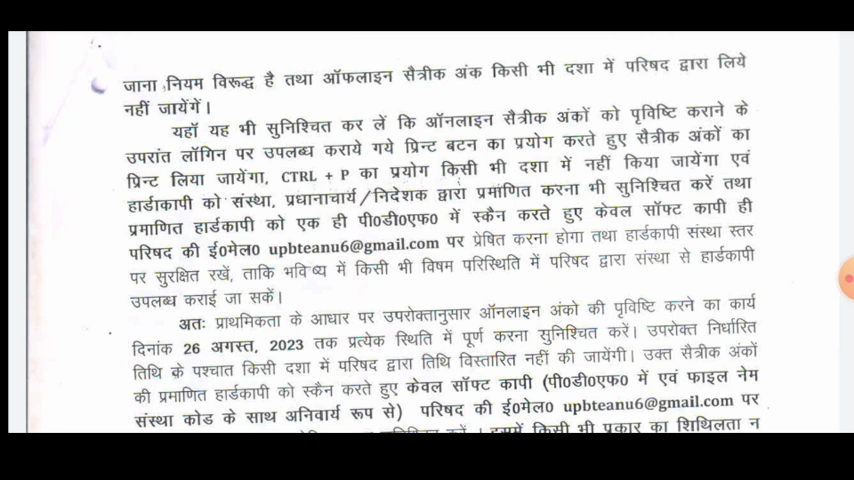 जाना नियम विरूद्ध है तथा ऑफलाइन सैत्रीक अंक किसी भी दशा में परिषद द्वारा लिये
नहीं जायेगें।
यहॉ यह भी सुनिश्चित कर लें कि ऑनलाइन सैत्रीक अंकों को पृविष्टि कराने के
उपरांत लॉगिन पर उपलब्ध कराये गये प्रिन्ट बटन का प्रयोग करते हुए सैत्रीक अंकों का
प्रिन्ट लिया जायेंगा, CTRL + P का प्रयोग किसी भी दशा में नहीं किया जायेंगा एवं
हार्डाकापी को संस्था, प्रधानाचार्य/निदेशक द्वारा प्रमाणित करना भी सुनिश्चित करें तथा
प्रमाणित हार्डकापी को एक ही पी0डी0एफ0 में स्कैन करते हुए केवल सॉफ्ट कापी ही
परिषद की ई0मेल0 upbteanu6@gmail.com पर प्रेषित करना होगा तथा हार्डकापी संस्था स्तर
पर सुरक्षित रखें, ताकि भविष्य में किसी भी विषम परिस्थिति में परिषद द्वारा संस्था से हार्डकापी
उपलब्ध कराई जा सकें।
अतः प्राथमिकता के आधार पर उपरोक्तानुसार ऑनलाइन अंको की पृविष्टि करने का कार्य
दिनांक 26 अगस्त, 2023 तक प्रत्येक स्थिति में पूर्ण करना सुनिश्चित करें। उपरोक्त निर्धारित
तिथि के पश्चात किसी दशा में परिषद द्वारा तिथि विस्तारित नहीं की जायेंगी। उक्त सैत्रीक अंकों
की प्रमाणित हार्डकापी को स्कैन करते हुए केवल सॉफ्ट कापी (पी0डी0एफ0 में एवं फाइल नेम
संस्था कोड के साथ अनिवार्य रूप से) परिषद की ई0मेल0 upbteanu6@gmail.com पर
करें । इसमें किसी भी प्रकार का शिथिलता न